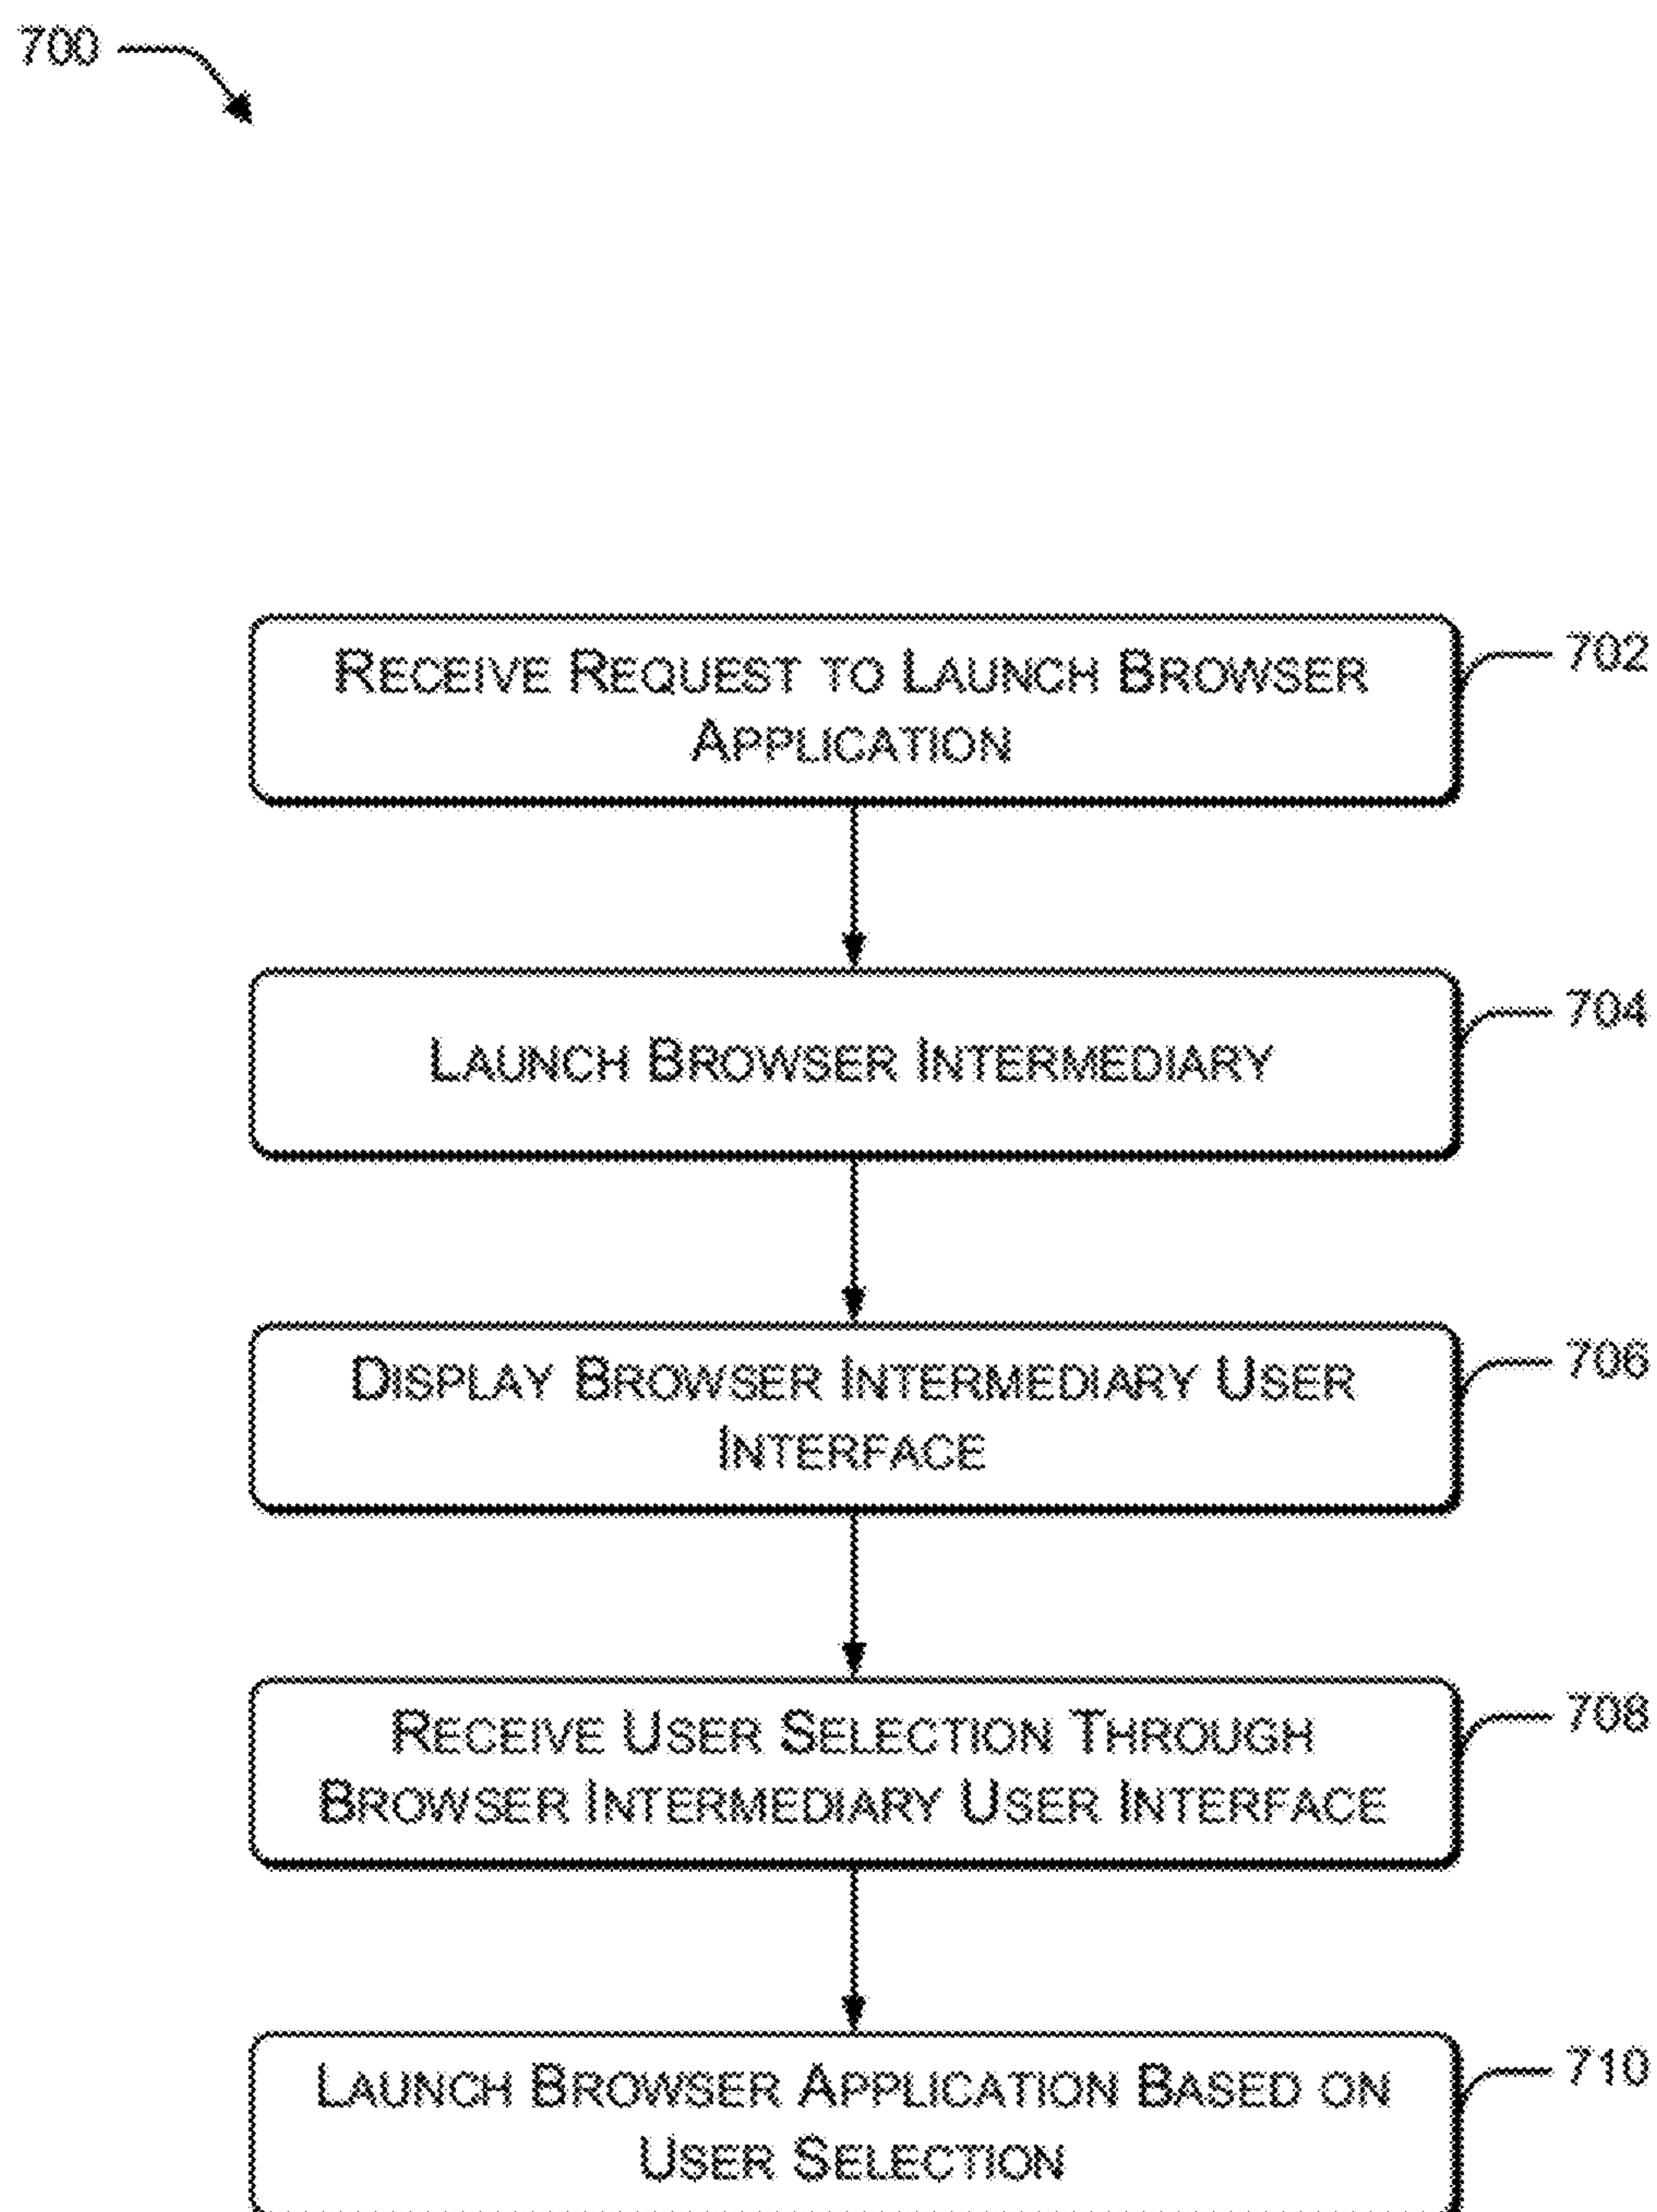 700
RECEIVE REQUEST TO LAUNCH BROWSER
APPLICATION
702
LAUNCH BROWSER INTERMEDIARY
704
DISPLAY BROWSER INTERMEDIARY USER
INTERFACE
706
RECEIVE USER SELECTION THROUGH
BROWSER INTERMEDIARY USER INTERFACE
708
LAUNCH BROWSER APPLICATION BASED ON
USER SELECTION
710